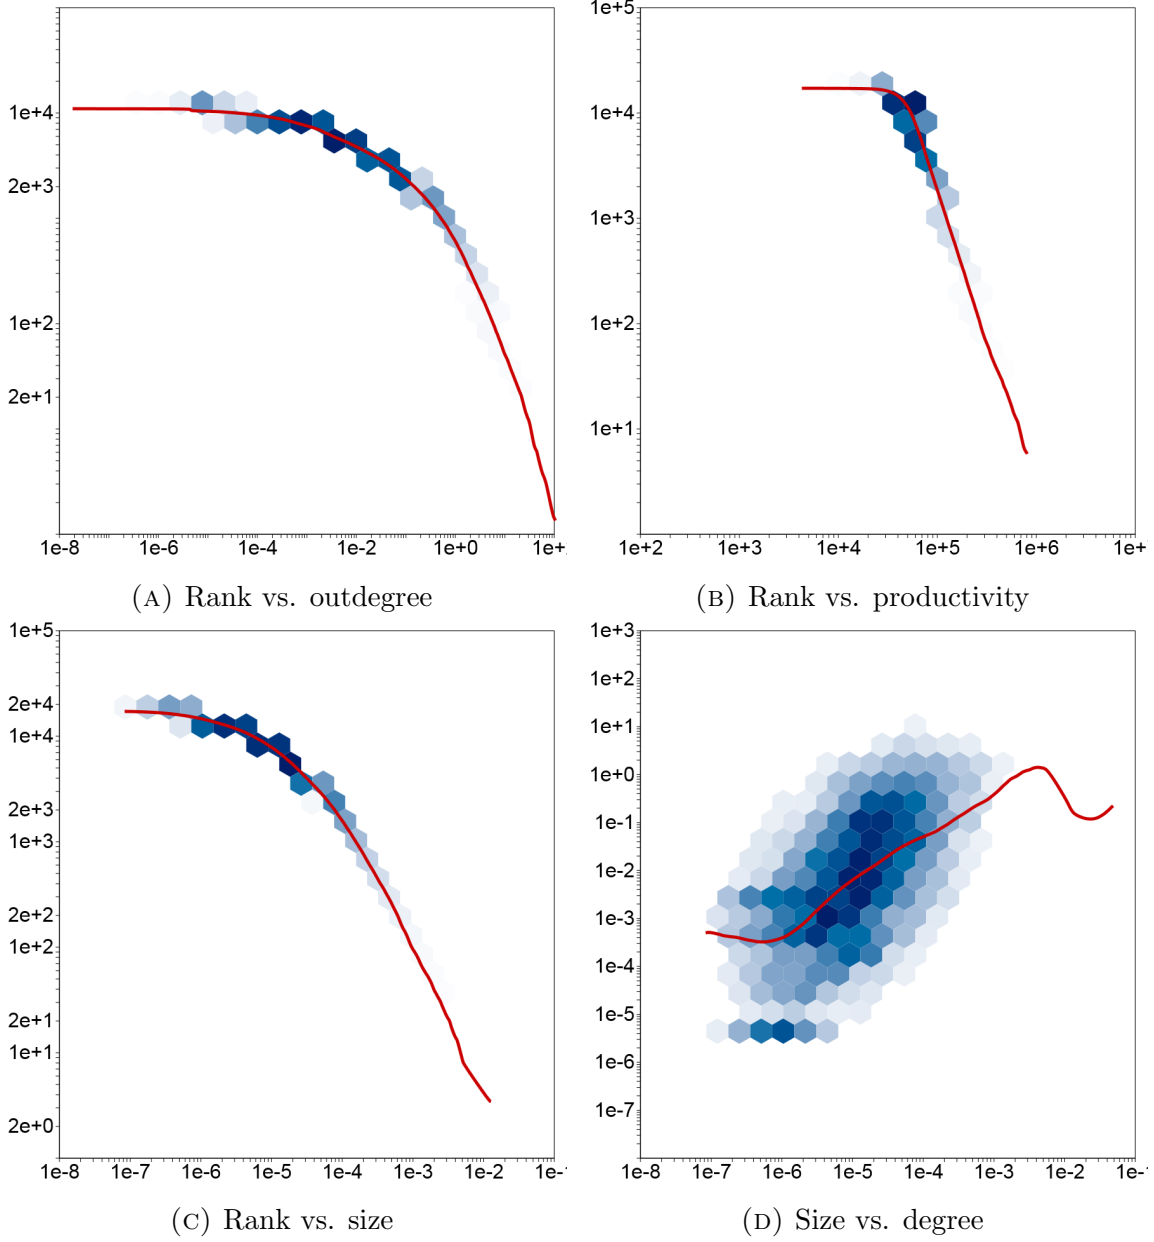 1e+5
1e+4
1e+4
2e+3
1e+3
1e+2
1e+2
2e+1
1e+1
1e-8 1e-6 1e-4 1e-2 1e+0 1e+
1e+2 1e+3 1e+4 1e+5 1e+6 1e+
(A) Rank vs. outdegree
(B) Rank vs. productivity
1e+5
2e+4
1e+4
2e+3
1e+3
2e+2
1e+2
2e+1
1e+1
2e+0
1e-8 1e-7 1e-6 1e-5 1e-4 1e-3 1e-2 1e-
1e+3
1e+2
1e+1
1e+0
1e-1
1e-2
1e-3
1e-4
1e-5
1e-6
1e-7
1e-8 1e-7 1e-6 1e-5 1e-4 1e-3 1e-2 1e-
(C) Rank vs. size
(D) Size vs. degree